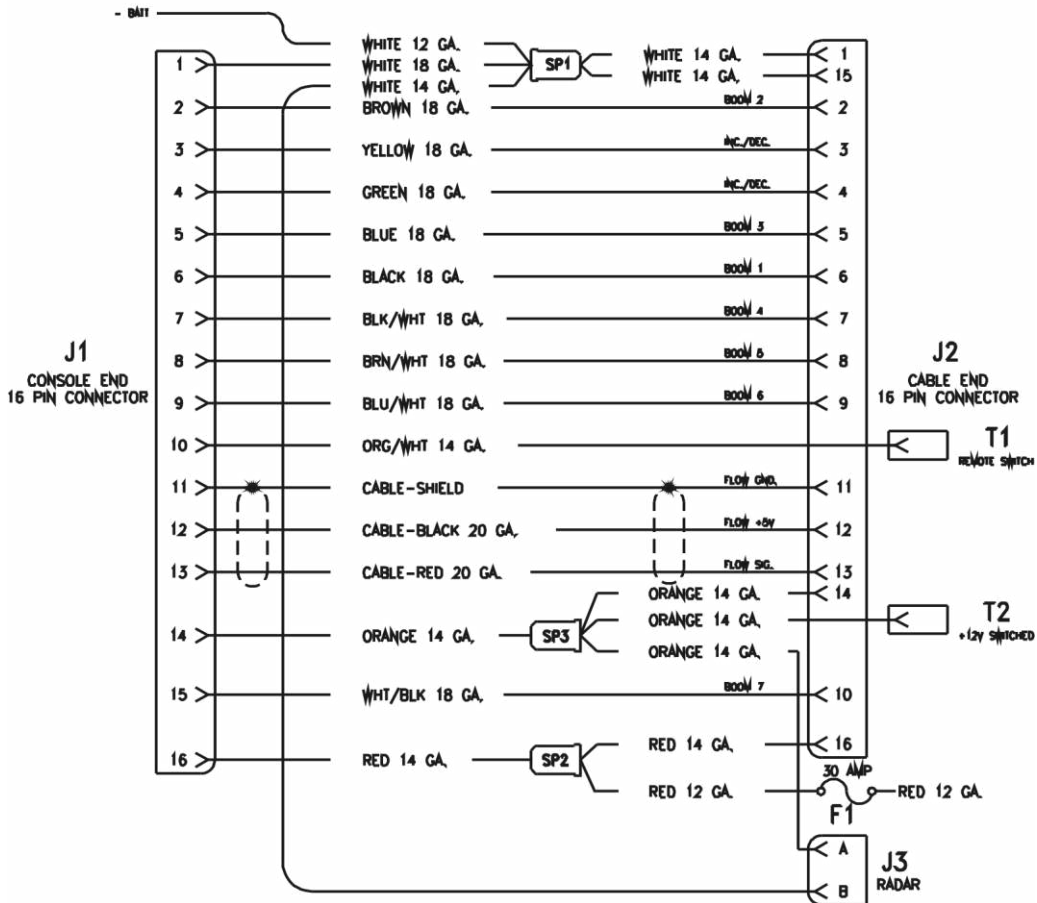 - BATT
WHITE 12 GA.
1 WHITE 18 GA. SP1 WHITE 14 GA. 1
WHITE 14 GA. WHITE 14 GA. 15
2 BROWN 18 GA. BOOM 2 2
3 YELLOW 18 GA. INC./DEC. 3
4 GREEN 18 GA. INC./DEC. 4
5 BLUE 18 GA. BOOM 3 5
6 BLACK 18 GA. BOOM 1 6
7 BLK/WHT 18 GA. BOOM 4 7
J1
CONSOLE END
16 PIN CONNECTOR
8 BRN/WHT 18 GA. BOOM 5 8
J2
CABLE END
16 PIN CONNECTOR
9 BLU/WHT 18 GA. BOOM 6 9
10 ORG/WHT 14 GA. T1
REMOTE SWITCH
11 CABLE-SHIELD FLOW GND. 11
12 CABLE-BLACK 20 GA. FLOW +5V 12
13 CABLE-RED 20 GA. FLOW SIG. 13
ORANGE 14 GA. 14
ORANGE 14 GA. T2
+12V SWITCHED
14 ORANGE 14 GA. SP3
ORANGE 14 GA.
15 WHT/BLK 18 GA. BOOM 7 10
RED 14 GA. 16
16 RED 14 GA. SP2
30 AMP
RED 12 GA. RED 12 GA.
F1
A
J3
RADAR
B